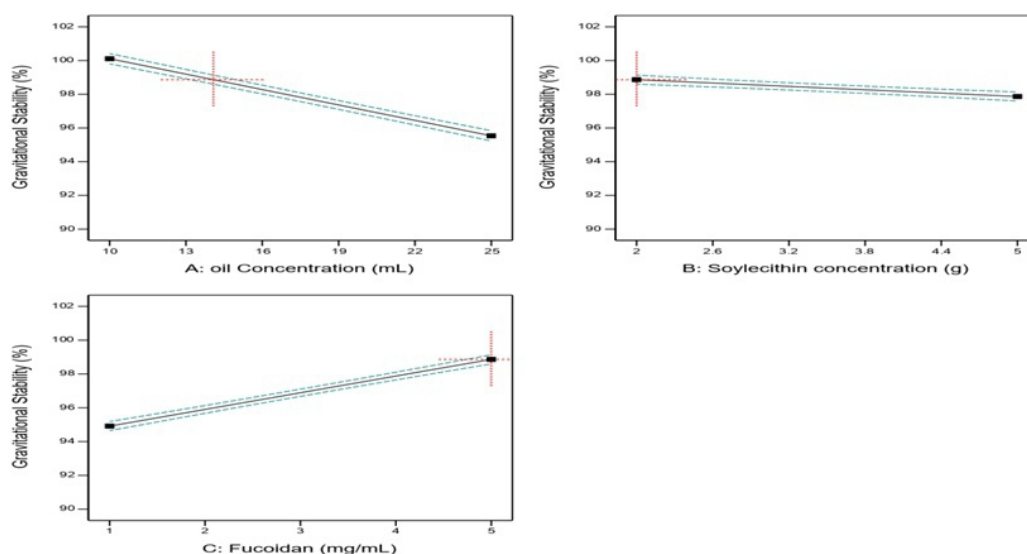 Gravitational Stability (%)
102
100
98
96
94
92
90
10 13 16 19 22 25
A: oil Concentration (mL)
Gravitational Stability (%)
102
100
98
96
94
92
90
2 2.6 3.2 3.8 4.4 5
B: Soylecithin concentration (g)
Gravitational Stability (%)
102
100
98
96
94
92
90
1 2 3 4 5
C: Fucoidan (mg/mL)